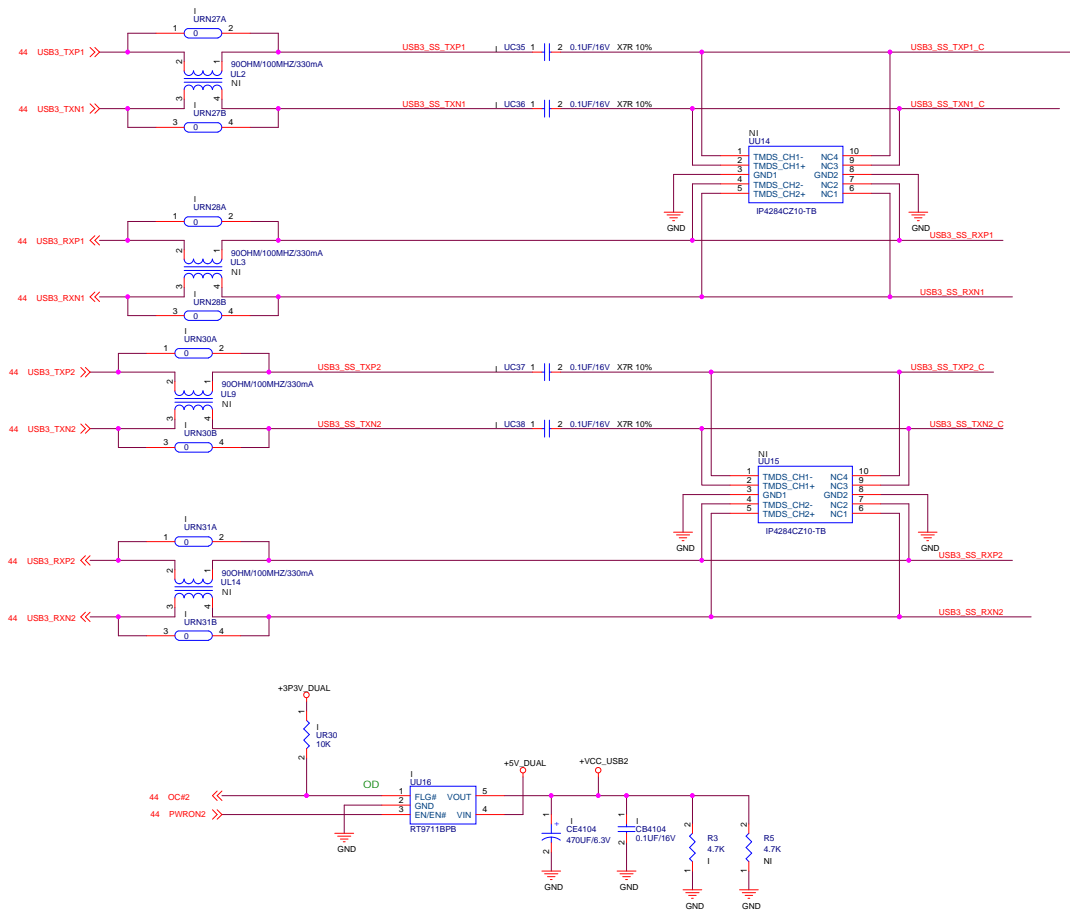 I
URN27A
1 0 2
44 USB3_TXP1
USB3_SS_TXP1
I UC35 1 2 0.1UF/16V X7R 10%
USB3_SS_TXP1_C
2 1
90OHM/100MHZ/330mA
UL2
NI
3 4
44 USB3_TXN1
I
URN27B
3 0 4
USB3_SS_TXN1
I UC36 1 2 0.1UF/16V X7R 10%
USB3_SS_TXN1_C
NI
UU14
1 TMDS_CH1- NC4 10
2 TMDS_CH1+ NC3 9
3 GND1 GND2 8
4 TMDS_CH2- NC2 7
5 TMDS_CH2+ NC1 6
IP4284CZ10-TB
GND
GND
I
URN28A
1 0 2
44 USB3_RXP1
USB3_SS_RXP1
2 1
90OHM/100MHZ/330mA
UL3
NI
3 4
44 USB3_RXN1
USB3_SS_RXN1
I
URN28B
3 0 4
I
URN30A
1 0 2
44 USB3_TXP2
USB3_SS_TXP2
UC37 1 2 0.1UF/16V X7R 10%
USB3_SS_TXP2_C
2 1
90OHM/100MHZ/330mA
UL9
NI
3 4
44 USB3_TXN2
I
URN30B
3 0 4
USB3_SS_TXN2
UC38 1 2 0.1UF/16V X7R 10%
USB3_SS_TXN2_C
NI
UU15
1 TMDS_CH1- NC4 10
2 TMDS_CH1+ NC3 9
3 GND1 GND2 8
4 TMDS_CH2- NC2 7
5 TMDS_CH2+ NC1 6
IP4284CZ10-TB
GND
GND
I
URN31A
1 0 2
44 USB3_RXP2
USB3_SS_RXP2
2 1
90OHM/100MHZ/330mA
UL14
NI
3 4
44 USB3_RXN2
USB3_SS_RXN2
I
URN31B
3 0 4
+3P3V_DUAL
1
I
UR30
10K
2
+5V_DUAL
+VCC_USB2
OD
I
UU16
44 OC#2
1 FLG# VOUT 5
2 GND
44 PWRON2
3 EN/EN# VIN 4
RT9711BPB
GND
1
+
I
CE4104
470UF/6.3V
2
GND
1
I
CB4104
0.1UF/16V
2
GND
2
R3
4.7K
I
1
GND
2
R5
4.7K
NI
1
GND